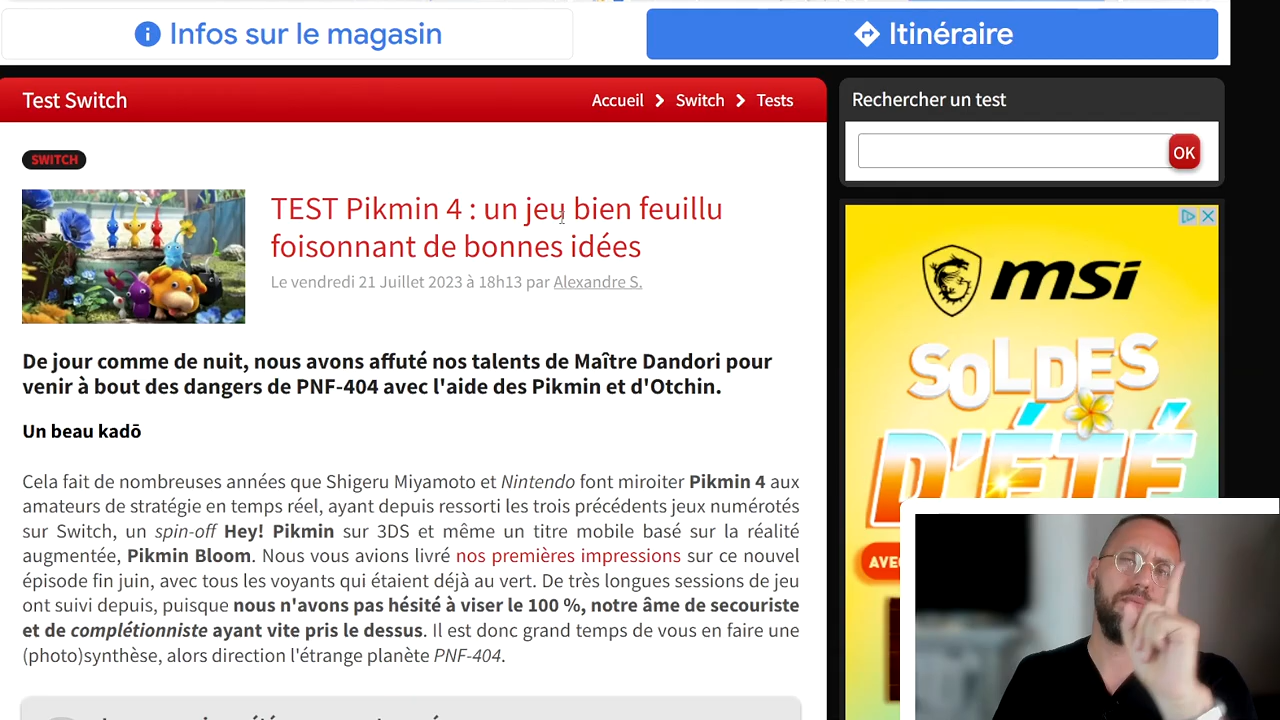 Infos sur le magasin
Itinéraire
Test Switch
Accueil
Switch
Tests
Rechercher un test
OK
SWITCH
TEST Pikmin 4 : un jeu bien feuillu
foisonnant de bonnes idées
Le vendredi 21 Juillet 2023 à 18h13 par Alexandre S.
De jour comme de nuit, nous avons affuté nos talents de Maître Dandori pour
venir à bout des dangers de PNF-404 avec l'aide des Pikmin et d'Otchin.
Un beau kadō
Cela fait de nombreuses années que Shigeru Miyamoto et Nintendo font miroiter Pikmin 4 aux
amateurs de stratégie en temps réel, ayant depuis ressorti les trois précédents jeux numérotés
sur Switch, un spin-off Hey! Pikmin sur 3DS et même un titre mobile basé sur la réalité
augmentée, Pikmin Bloom. Nous vous avions livré nos premières impressions sur ce nouvel
épisode fin juin, avec tous les voyants qui étaient déjà au vert. De très longues sessions de jeu
ont suivi depuis, puisque nous n'avons pas hésité à viser le 100 %, notre âme de secouriste
et de complétionniste ayant vite pris le dessus. Il est donc grand temps de vous en faire une
(photo)synthèse, alors direction l'étrange planète PNF-404.
msi
SOLDES
D'ÉTÉ